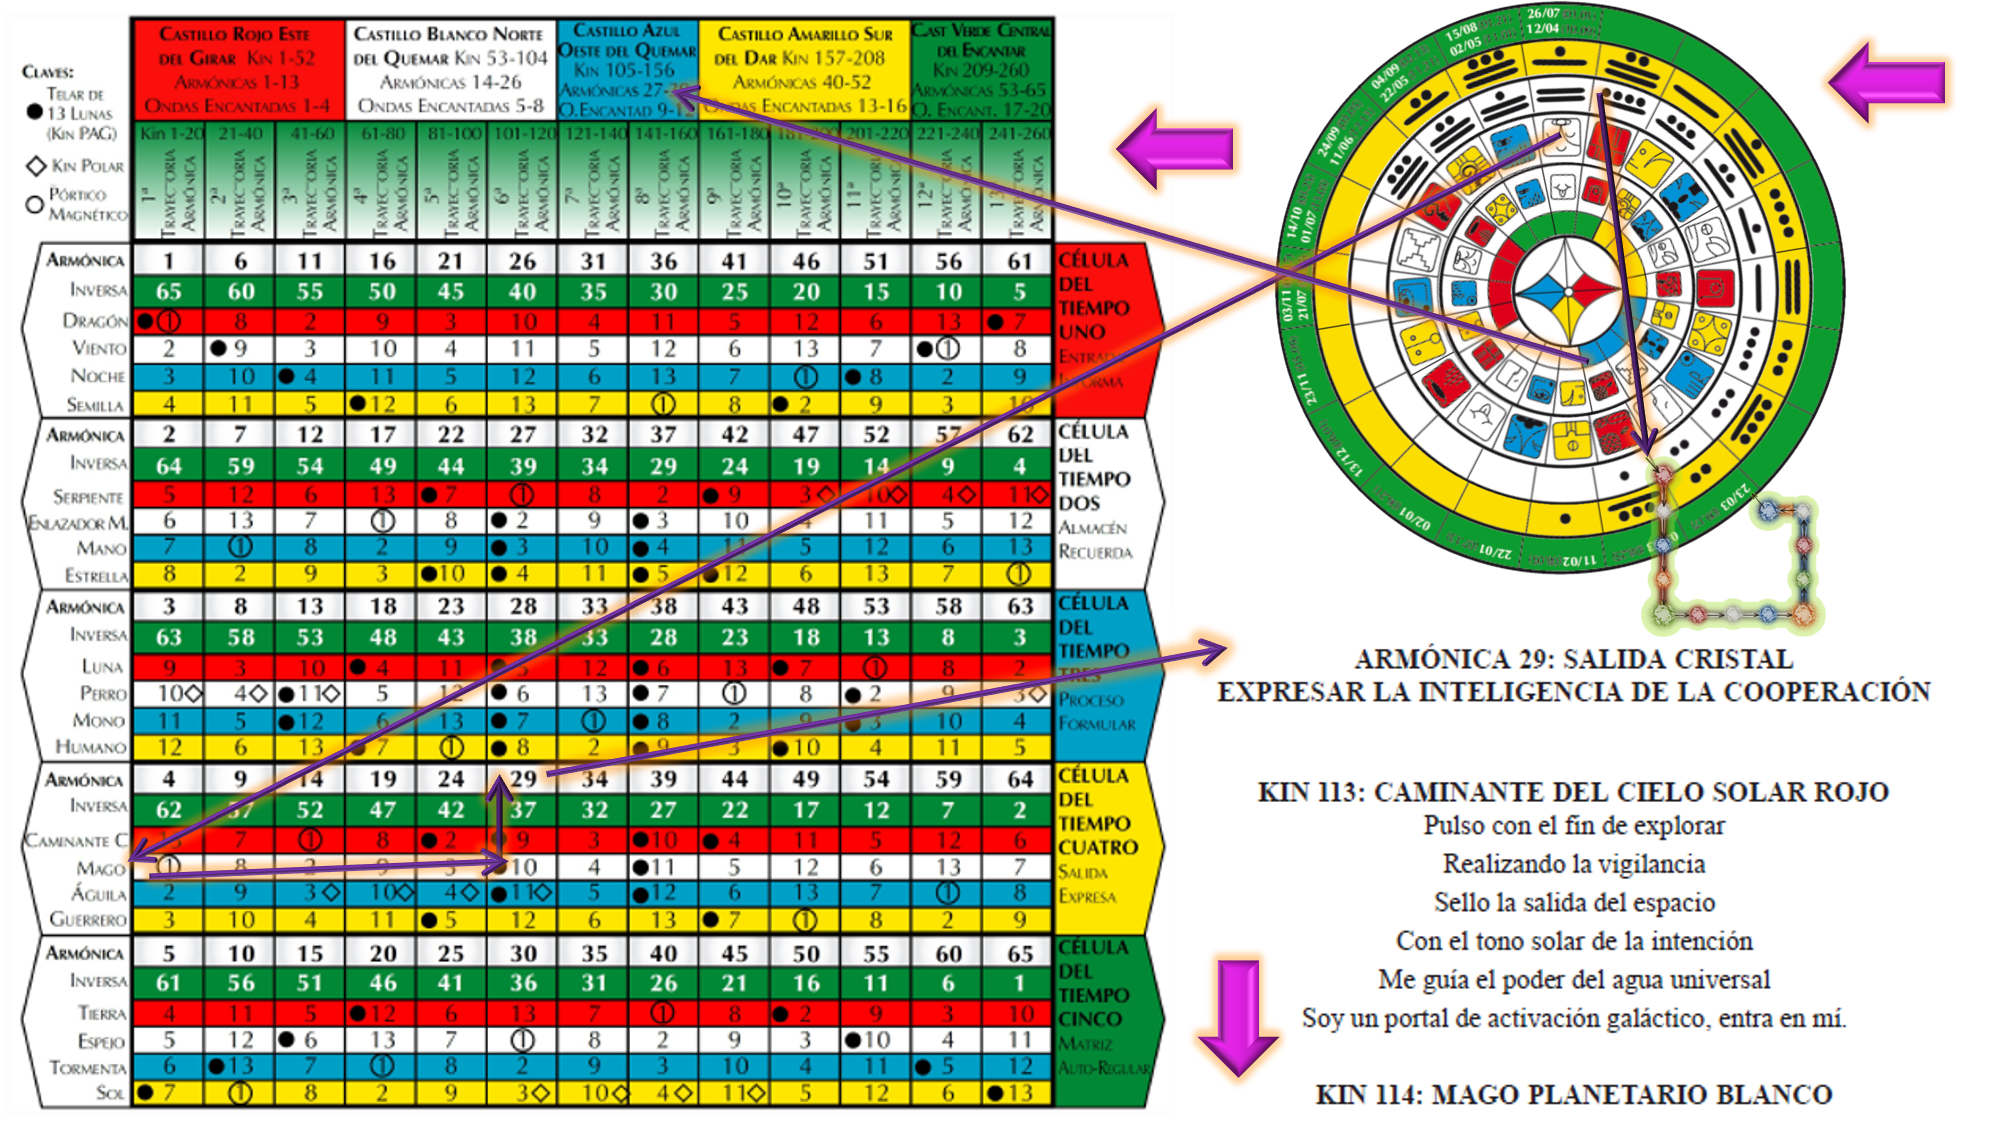 CLAVES:
TELAR DE
13 LUNAS
(KIN PAG)
KIN POLAR
PÓRTICO
MAGNÉTICO
CASTILLO ROJO ESTE
DEL GIRAR KIN 1-52
ARMÓNICAS 1-13
ONDAS ENCANTADAS 1-4
CASTILLO BLANCO NORTE
DEL QUEMAR KIN 53-104
ARMÓNICAS 14-26
ONDAS ENCANTADAS 5-8
CASTILLO AZUL
OESTE DEL QUEMAR
KIN 105-156
ARMÓNICAS
O.ENCANTAD
CASTILLO AMARILLO SUR
DEL DAR KIN 157-208
ARMÓNICAS 40-52
ONDAS ENCANTADAS 13-16
CAST VERDE CENTRAL
DEL ENCANTAR
KIN 209-260
ARMÓNICAS 53-65
O. ENCANT. 17-20
KIN 1-20 21-40 41-60 61-80 81-100 101-120 121-140 141-160 161-180 201-220 221-240 241-260
1ª TRAYECTORIA ARMÓNICA
2ª TRAYECTORIA ARMÓNICA
3ª TRAYECTORIA ARMÓNICA
4ª TRAYECTORIA ARMÓNICA
5ª TRAYECTORIA ARMÓNICA
6ª TRAYECTORIA ARMÓNICA
7ª TRAYECTORIA ARMÓNICA
8ª TRAYECTORIA ARMÓNICA
9ª TRAYECTORIA ARMÓNICA
10ª TRAYECTORIA ARMÓNICA
11ª TRAYECTORIA ARMÓNICA
12ª TRAYECTORIA ARMÓNICA
TRAYECTORIA ARMÓNICA
ARMÓNICA 1 6 11 16 21 26 31 36 41 46 51 56 61
INVERSA 65 60 55 50 45 40 35 30 25 20 15 10 5
DRAGÓN 1 8 2 9 3 10 4 11 5 12 6 13 7
VIENTO 2 9 3 10 4 11 5 12 6 13 7 1 8
NOCHE 3 10 4 11 5 12 6 13 7 1 8 2 9
SEMILLA 4 11 5 12 6 13 7 1 8 2 9 3 10
CÉLULA
DEL
TIEMPO
UNO
ENTRADA
INFORMA
ARMÓNICA 2 7 12 17 22 27 32 37 42 47 52 57 62
INVERSA 64 59 54 49 44 39 34 29 24 19 14 9 4
SERPIENTE 5 12 6 13 7 1 8 2 9 3 10 4 11
ENLAZADOR M. 6 13 7 1 8 2 9 3 10 4 11 5 12
MANO 7 1 8 2 9 3 10 4 11 5 12 6 13
ESTRELLA 8 2 9 3 10 4 11 5 12 6 13 7 1
CÉLULA
DEL
TIEMPO
DOS
ALMACÉN
RECUERDA
ARMÓNICA 3 8 13 18 23 28 33 38 43 48 53 58 63
INVERSA 63 58 53 48 43 38 33 28 23 18 13 8 3
LUNA 9 3 10 4 11 5 12 6 13 7 1 8 2
PERRO 10 4 11 5 12 6 13 7 1 8 2 9 3
MONO 11 5 12 6 13 7 1 8 2 9 3 10 4
HUMANO 12 6 13 7 1 8 2 9 3 10 4 11 5
CÉLULA
DEL
TIEMPO
TRES
PROCESO
FORMULAR
ARMÓNICA 4 9 14 19 24 29 34 39 44 49 54 59 64
INVERSA 62 57 52 47 42 37 32 27 22 17 12 7 2
CAMINANTE C 13 7 1 8 2 9 3 10 4 11 5 12 6
MAGO 1 8 2 9 3 10 4 11 5 12 6 13 7
ÁGUILA 2 9 3 10 4 11 5 12 6 13 7 1 8
GUERRERO 3 10 4 11 5 12 6 13 7 1 8 2 9
CÉLULA
DEL
TIEMPO
CUATRO
SALIDA
EXPRESA
ARMÓNICA 5 10 15 20 25 30 35 40 45 50 55 60 65
INVERSA 61 56 51 46 41 36 31 26 21 16 11 6 1
TIERRA 4 11 5 12 6 13 7 1 8 2 9 3 10
ESPEJO 5 12 6 13 7 1 8 2 9 3 10 4 11
TORMENTA 6 13 7 1 8 2 9 3 10 4 11 5 12
SOL 7 1 8 2 9 3 10 4 11 5 12 6 13
CÉLULA
DEL
TIEMPO
CINCO
MATRIZ
AUTO-REGULAR
26/07
12/04
15/08
02/05
04/09
22/05
24/09
11/06
14/10
01/07
03/11
21/07
23/11
13/12
02/01
22/01
11/02
23/03
ARMÓNICA 29: SALIDA CRISTAL
EXPRESAR LA INTELIGENCIA DE LA COOPERACIÓN
KIN 113: CAMINANTE DEL CIELO SOLAR ROJO
Pulso con el fin de explorar
Realizando la vigilancia
Sello la salida del espacio
Con el tono solar de la intención
Me guía el poder del agua universal
Soy un portal de activación galáctico, entra en mí.
KIN 114: MAGO PLANETARIO BLANCO